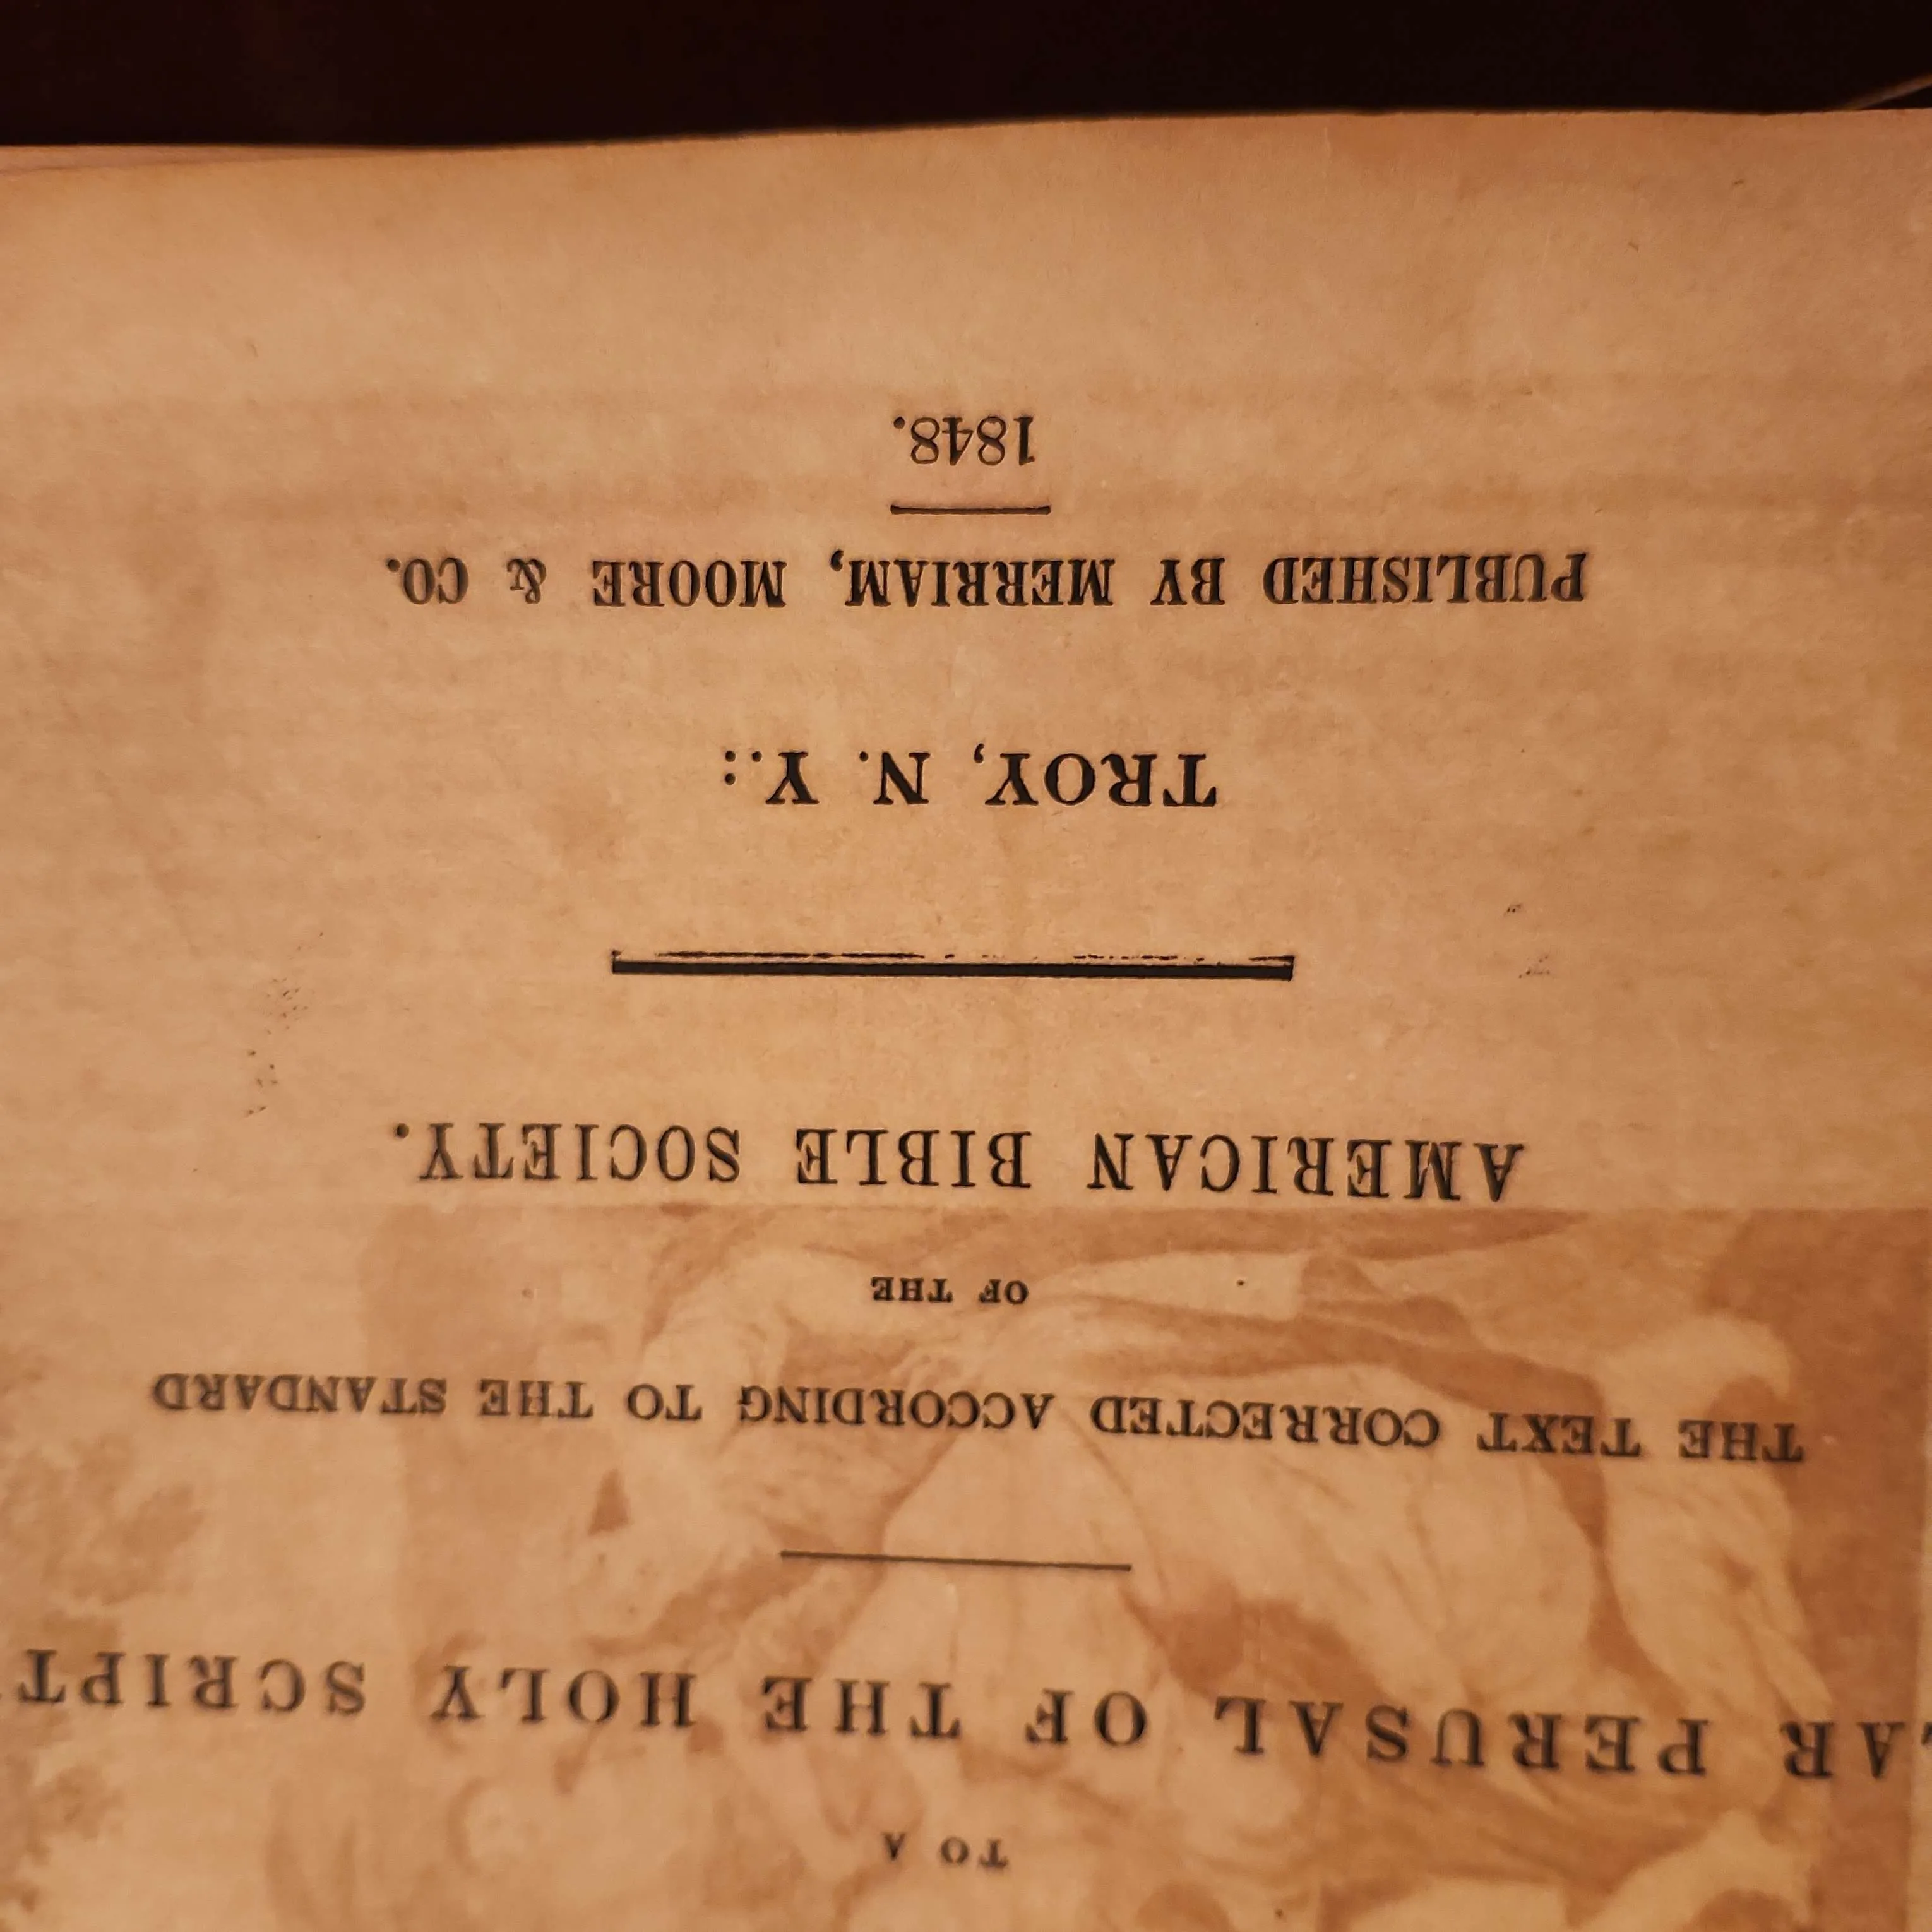 TO A
AR PERUSAL OF THE HOLY SCRIPT
THE TEXT CORRECTED ACCORDING TO THE STANDARD
OF THE
AMERICAN BIBLE SOCIETY.
TROY, N. Y.:
PUBLISHED BY MERRIAM, MOORE & CO.
1848.